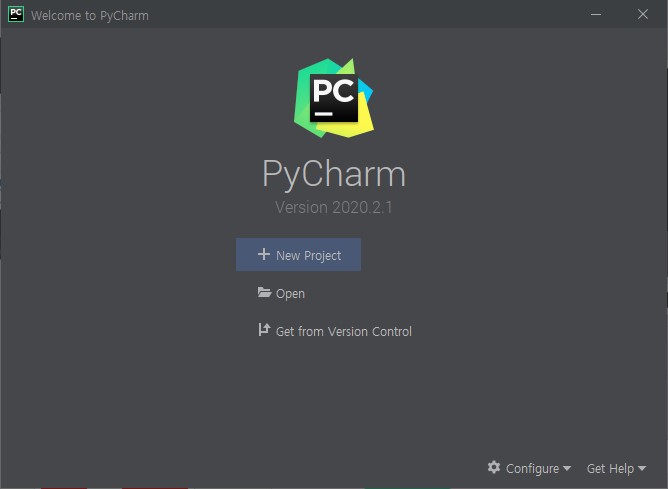 PC Welcome to PyCharm
PC
PyCharm
Version 2020.2.1
New Project
Open
Get from Version Control
Configure Get Help